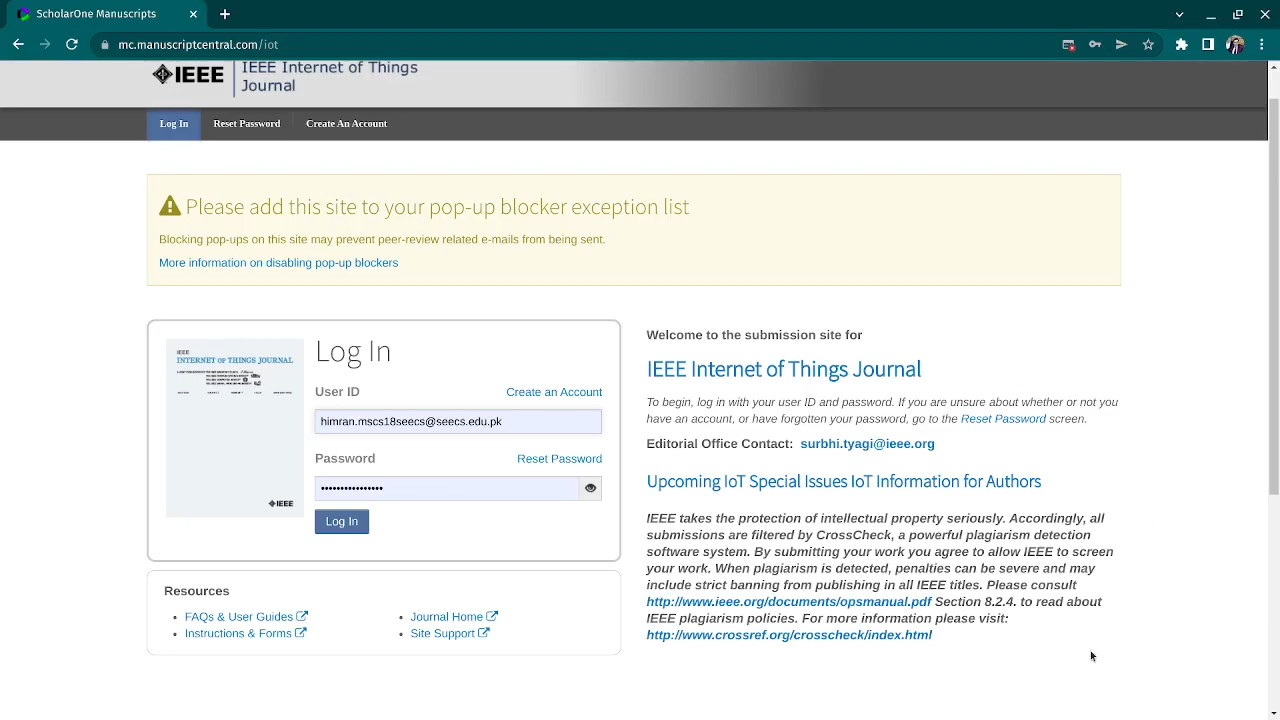 ScholarOne Manuscripts
mc.manuscriptcentral.com/iot
IEEE
IEEE Internet of Things
Journal
Log In Reset Password Create An Account
Please add this site to your pop-up blocker exception list
Blocking pop-ups on this site may prevent peer-review related e-mails from being sent.
More information on disabling pop-up blockers
IEEE
INTERNET OF THINGS JOURNAL
IEEE
Log In
User ID Create an Account
himran.mscs18seecs@seecs.edu.pk
Password Reset Password
••••••••••••••••
Log In
Resources
• FAQs & User Guides
• Instructions & Forms
• Journal Home
• Site Support
Welcome to the submission site for
IEEE Internet of Things Journal
To begin, log in with your user ID and password. If you are unsure about whether or not you
have an account, or have forgotten your password, go to the Reset Password screen.
Editorial Office Contact: surbhi.tyagi@ieee.org
Upcoming IoT Special Issues IoT Information for Authors
IEEE takes the protection of intellectual property seriously. Accordingly, all
submissions are filtered by CrossCheck, a powerful plagiarism detection
software system. By submitting your work you agree to allow IEEE to screen
your work. When plagiarism is detected, penalties can be severe and may
include strict banning from publishing in all IEEE titles. Please consult
http://www.ieee.org/documents/opsmanual.pdf Section 8.2.4. to read about
IEEE plagiarism policies. For more information please visit:
http://www.crossref.org/crosscheck/index.html